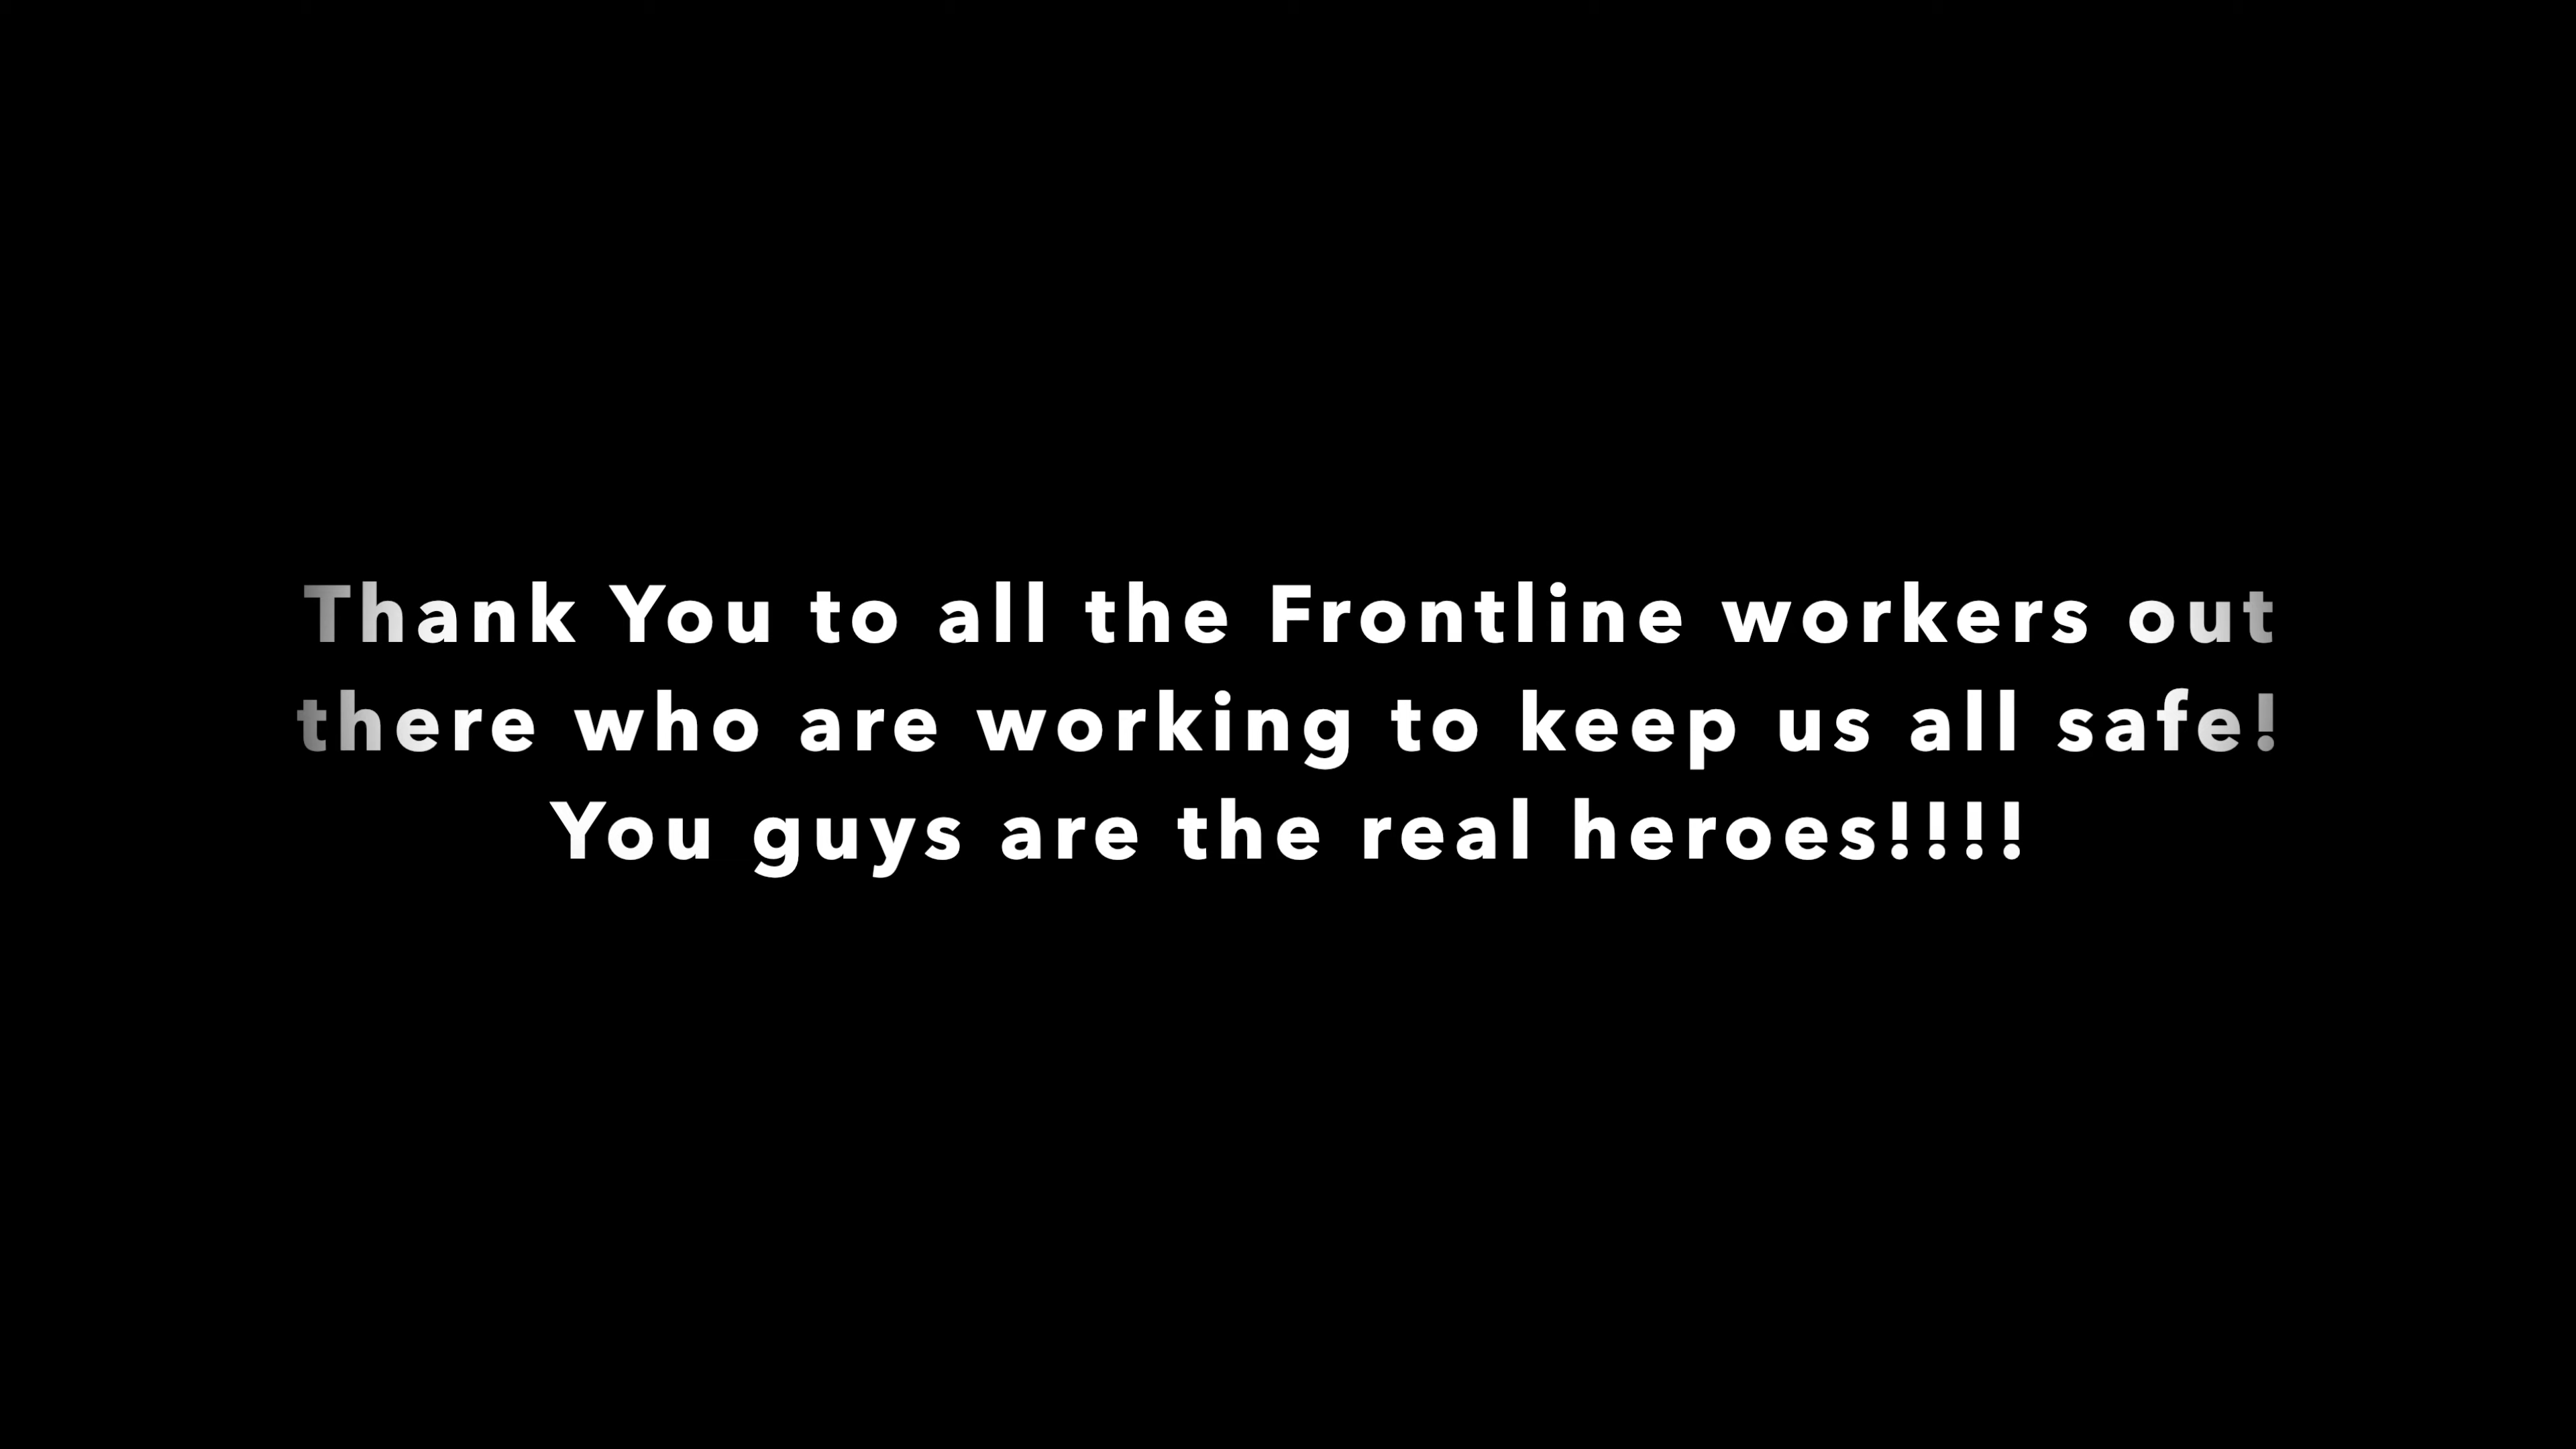 Thank You to all the Frontline workers out
there who are working to keep us all safe!
You guys are the real heroes!!!!